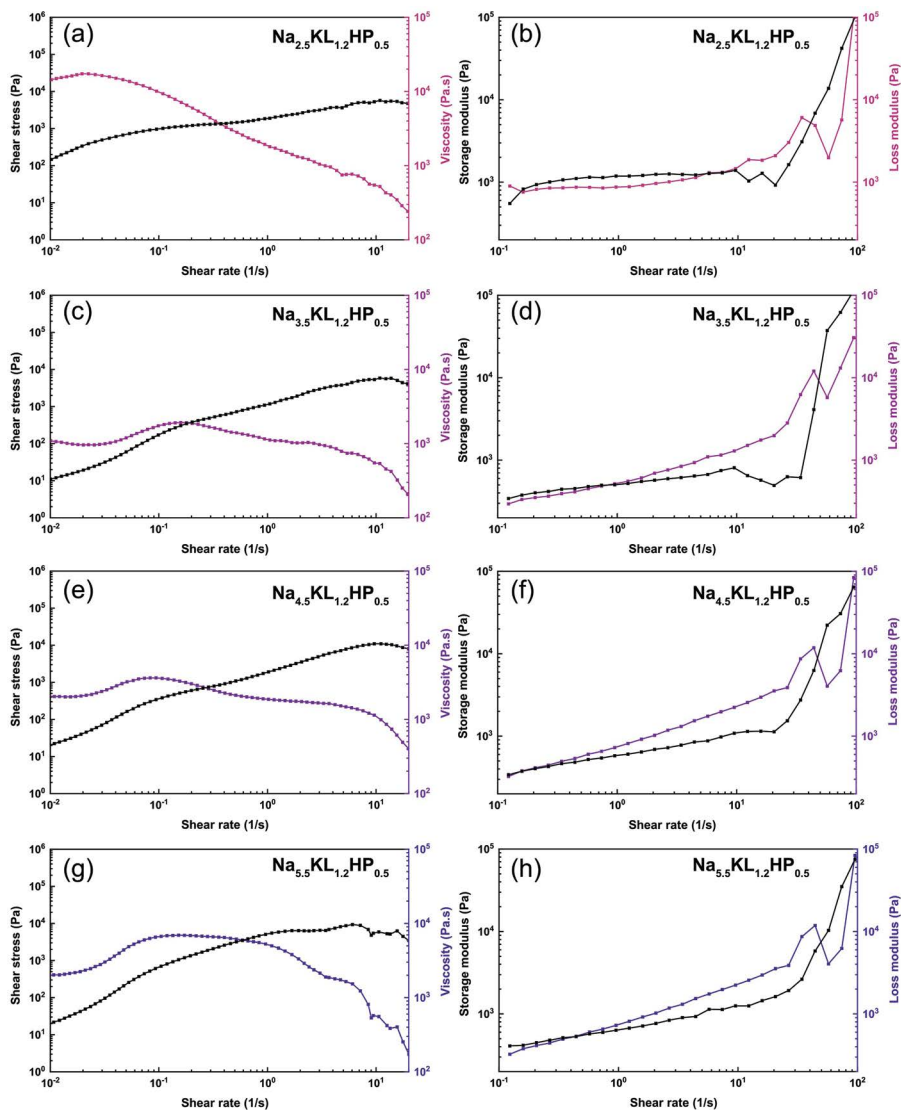 (a) Na2.5KL1.2HP0.5
Shear stress (Pa)
10^6
10^5
10^4
10^3
10^2
10^1
10^0
10^5
10^4
10^3
10^2
Viscosity (Pa.s)
10^-2 10^-1 10^0 10^1
Shear rate (1/s)
(b) Na2.5KL1.2HP0.5
Storage modulus (Pa)
10^5
10^4
10^3
10^5
10^4
10^3
Loss modulus (Pa)
10^-1 10^0 10^1 10^2
Shear rate (1/s)
(c) Na3.5KL1.2HP0.5
Shear stress (Pa)
10^6
10^5
10^4
10^3
10^2
10^1
10^0
10^5
10^4
10^3
10^2
Viscosity (Pa.s)
10^-2 10^-1 10^0 10^1
Shear rate (1/s)
(d) Na3.5KL1.2HP0.5
Storage modulus (Pa)
10^5
10^4
10^3
10^5
10^4
10^3
Loss modulus (Pa)
10^-1 10^0 10^1 10^2
Shear rate (1/s)
(e) Na4.5KL1.2HP0.5
Shear stress (Pa)
10^6
10^5
10^4
10^3
10^2
10^1
10^0
10^5
10^4
10^3
10^2
Viscosity (Pa.s)
10^-2 10^-1 10^0 10^1
Shear rate (1/s)
(f) Na4.5KL1.2HP0.5
Storage modulus (Pa)
10^5
10^4
10^3
10^5
10^4
10^3
Loss modulus (Pa)
10^-1 10^0 10^1 10^2
Shear rate (1/s)
(g) Na5.5KL1.2HP0.5
Shear stress (Pa)
10^6
10^5
10^4
10^3
10^2
10^1
10^0
10^5
10^4
10^3
10^2
Viscosity (Pa.s)
10^-2 10^-1 10^0 10^1
Shear rate (1/s)
(h) Na5.5KL1.2HP0.5
Storage modulus (Pa)
10^5
10^4
10^3
10^5
10^4
10^3
Loss modulus (Pa)
10^-1 10^0 10^1 10^2
Shear rate (1/s)